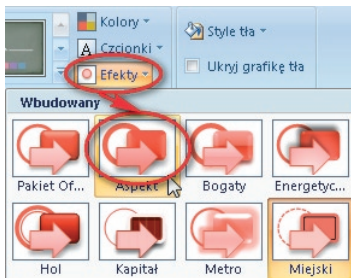 Kolory
Style tła
Czcionki
Ukryj grafikę tła
Efekty
Wbudowany
Pakiet Of... Aspekt Bogaty Energetyc...
Hol Kapitał Metro Miejski